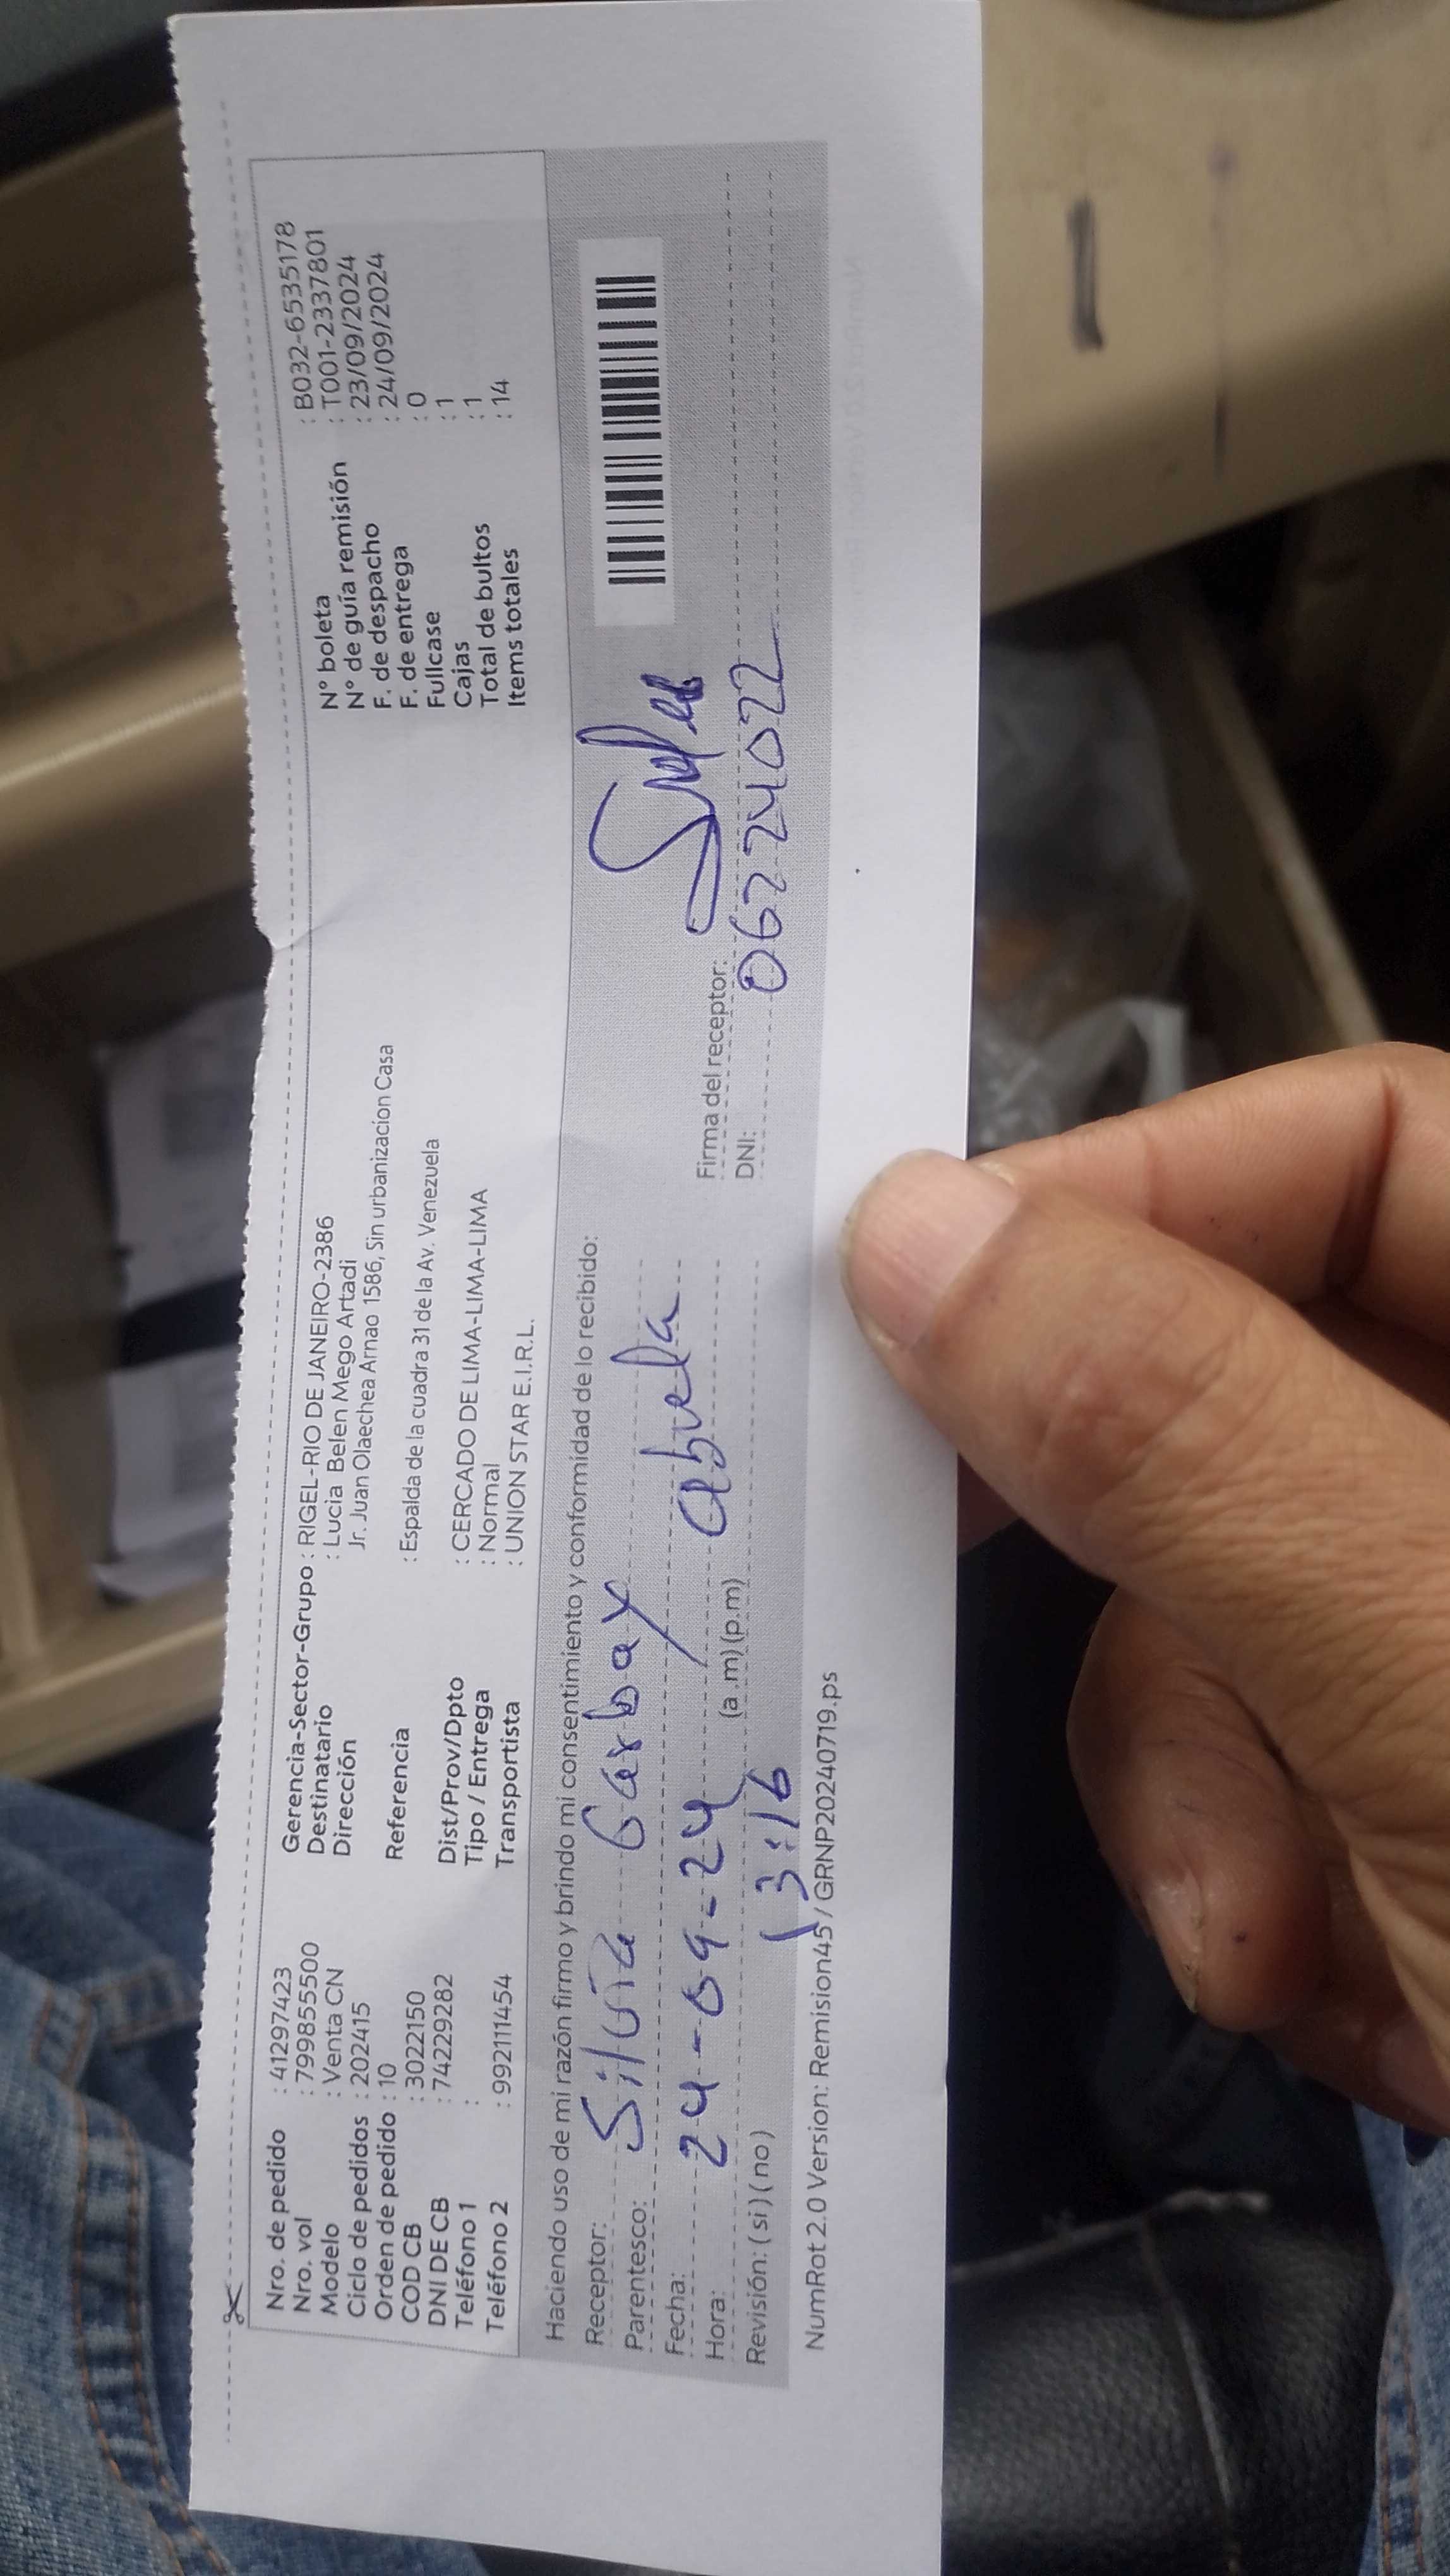 Nro. de pedido : 41297423
Nro. vol : 799855500
Modelo : Venta CN
Ciclo de pedidos : 202415
Orden de pedido : 10
COD CB : 3022150
DNI DE CB : 74229282
Teléfono 1 :
Teléfono 2 : 992111454
Gerencia-Sector-Grupo : RIGEL-RIO DE JANEIRO-2386
Destinatario : Lucia Belen Mego Artadi
Dirección Jr. Juan Olaechea Arnao 1586, Sin urbanizacion Casa
Referencia : Espalda de la cuadra 31 de la Av. Venezuela
Dist/Prov/Dpto : CERCADO DE LIMA-LIMA-LIMA
Tipo / Entrega : Normal
Transportista : UNION STAR E.I.R.L.
N° boleta : B032-6535178
N° de guía remisión : T001-2337801
F. de despacho : 23/09/2024
F. de entrega : 24/09/2024
Fullcase : 0
Cajas : 1
Total de bultos : 1
Items totales : 14
Haciendo uso de mi razón firmo y brindo mi consentimiento y conformidad de lo recibido:
Receptor: Silvia Garbay
Parentesco: abuela
Fecha: 24-09-24
Hora: 13:16 (a.m) (p.m)
Revisión: ( si ) ( no )
Firma del receptor:
DNI: 06224022
NumRot 2.0 Version: Remision45 / GRNP20240719.ps